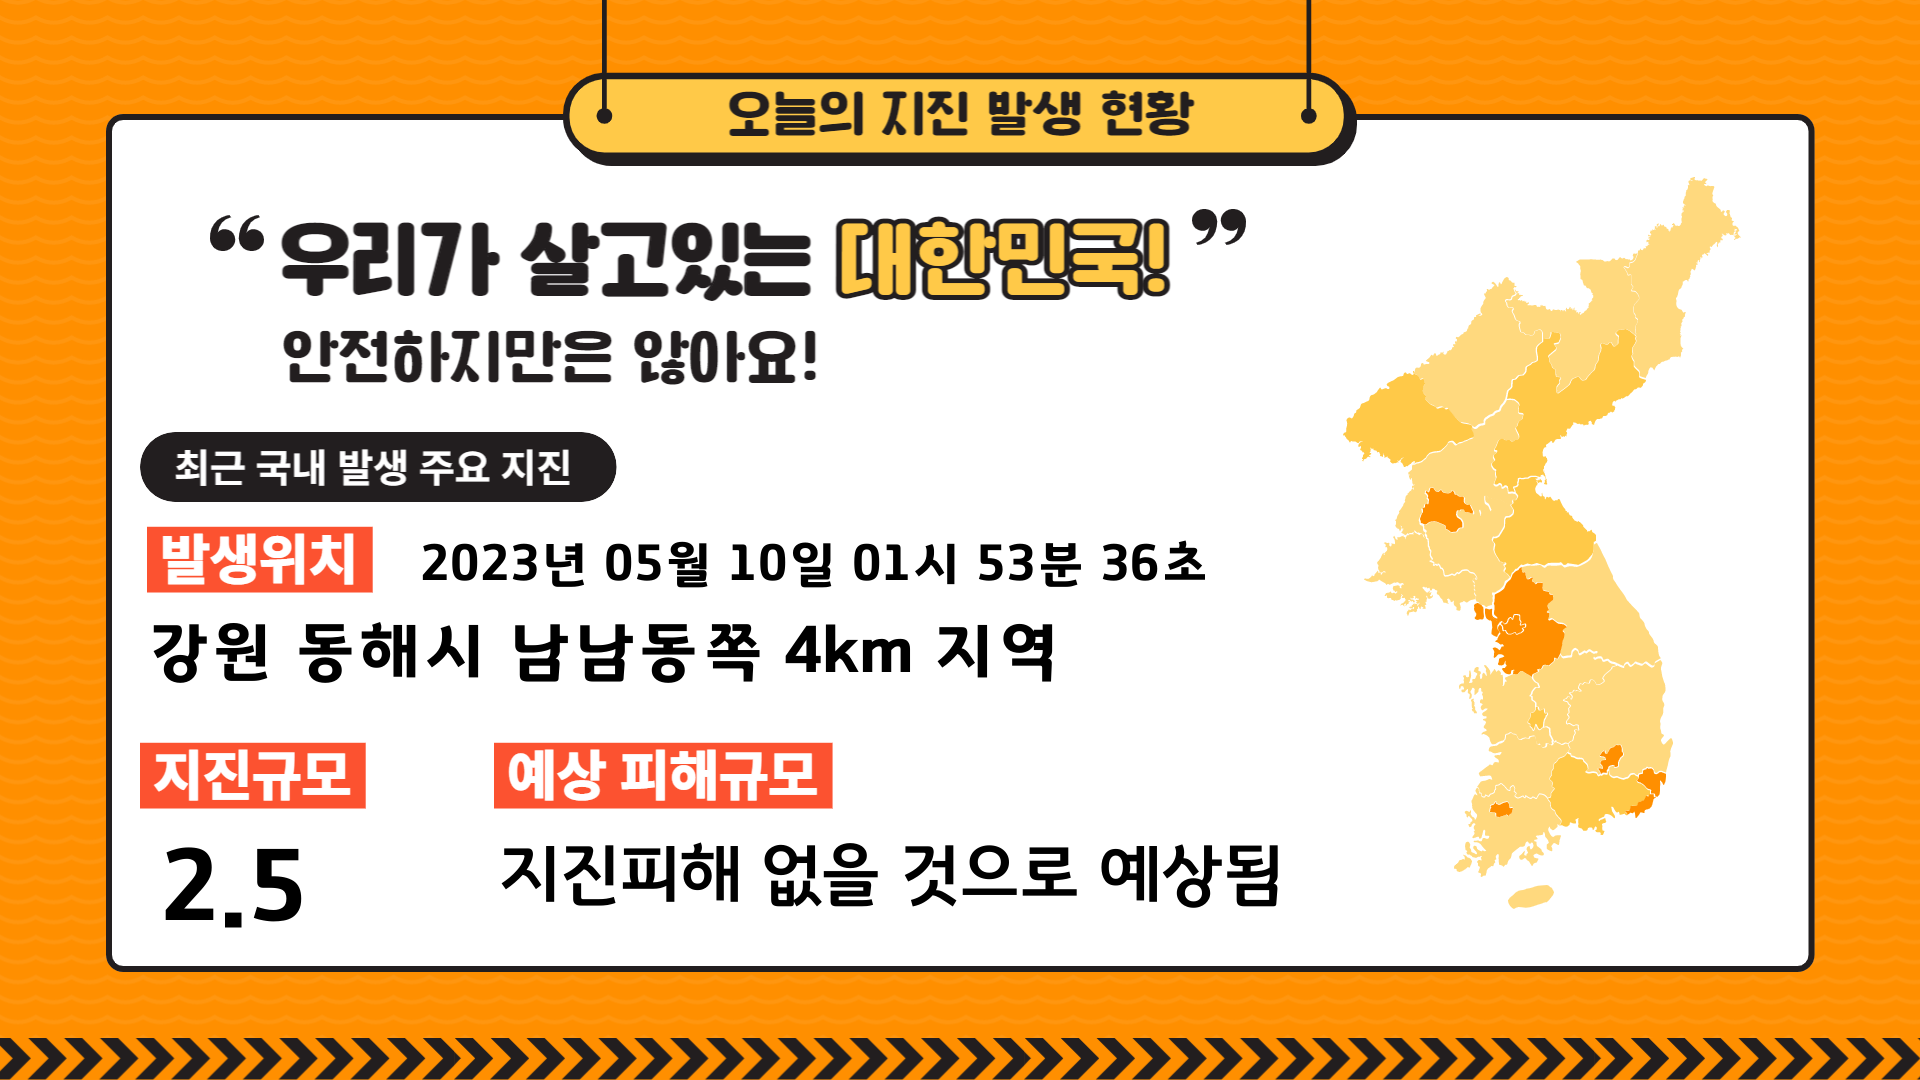 오늘의 지진 발생 현황
“우리가 살고있는 대한민국!”
안전하지만은 않아요!
최근 국내 발생 주요 지진
발생위치 2023년 05월 10일 01시 53분 36초
강원 동해시 남남동쪽 4km 지역
지진규모 예상 피해규모
2.5 지진피해 없을 것으로 예상됨